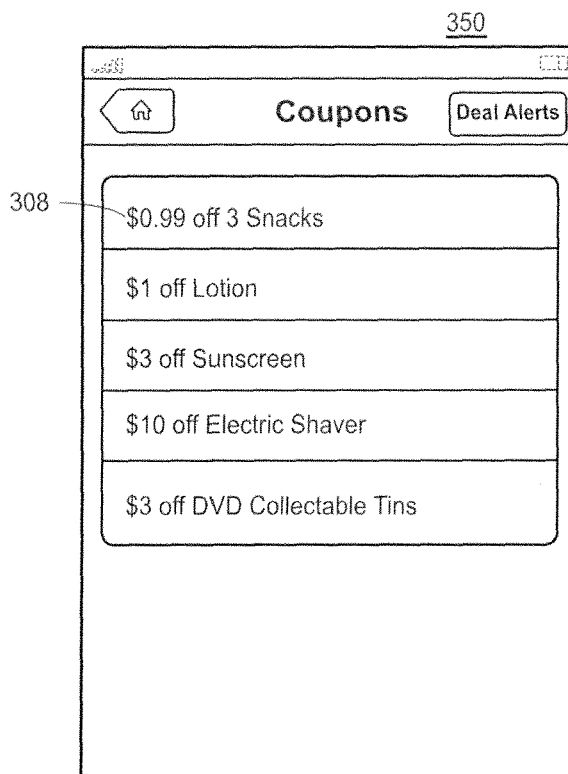 350
Coupons
Deal Alerts
308
$0.99 off 3 Snacks
$1 off Lotion
$3 off Sunscreen
$10 off Electric Shaver
$3 off DVD Collectable Tins